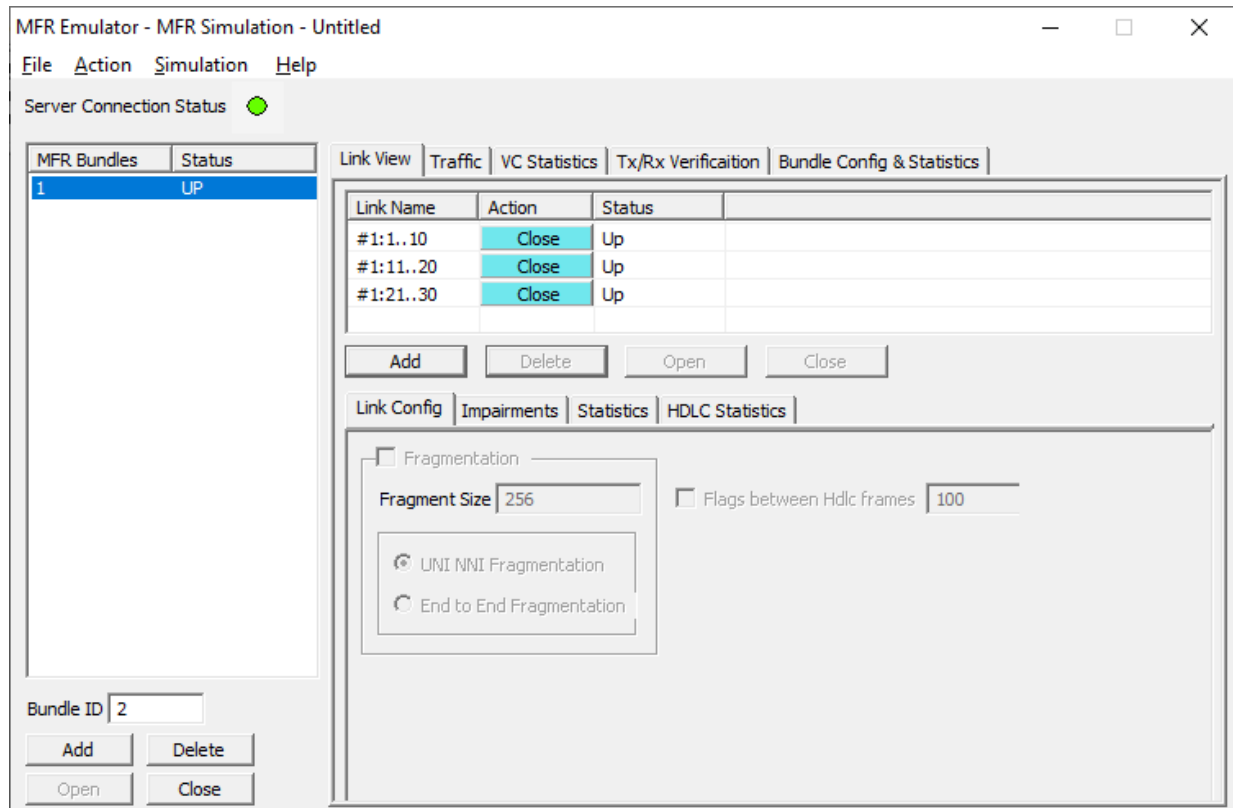 MFR Emulator - MFR Simulation - Untitled
File Action Simulation Help
Server Connection Status
MFR Bundles Status
1 UP
Bundle ID 2
Add Delete
Open Close
Link View Traffic VC Statistics Tx/Rx Verificaition Bundle Config & Statistics
Link Name Action Status
#1:1..10 Close Up
#1:11..20 Close Up
#1:21..30 Close Up
Add Delete Open Close
Link Config Impairments Statistics HDLC Statistics
Fragmentation
Fragment Size 256
Flags between Hdlc frames 100
UNI NNI Fragmentation
End to End Fragmentation